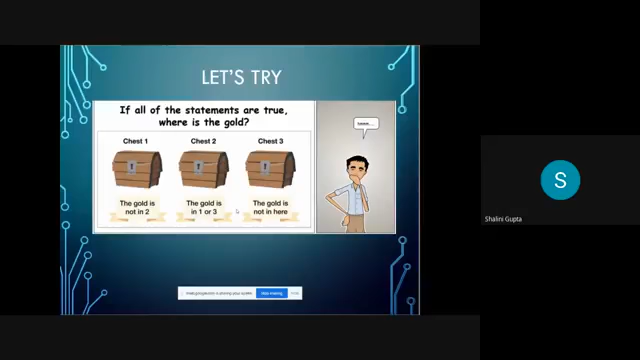 LET'S TRY
If all of the statements are true,
where is the gold?
Chest 1 Chest 2 Chest 3
The gold is
not in 2
The gold is
in 1 or 3
The gold is
not in here
Stop sharing
Shalini Gupta
S